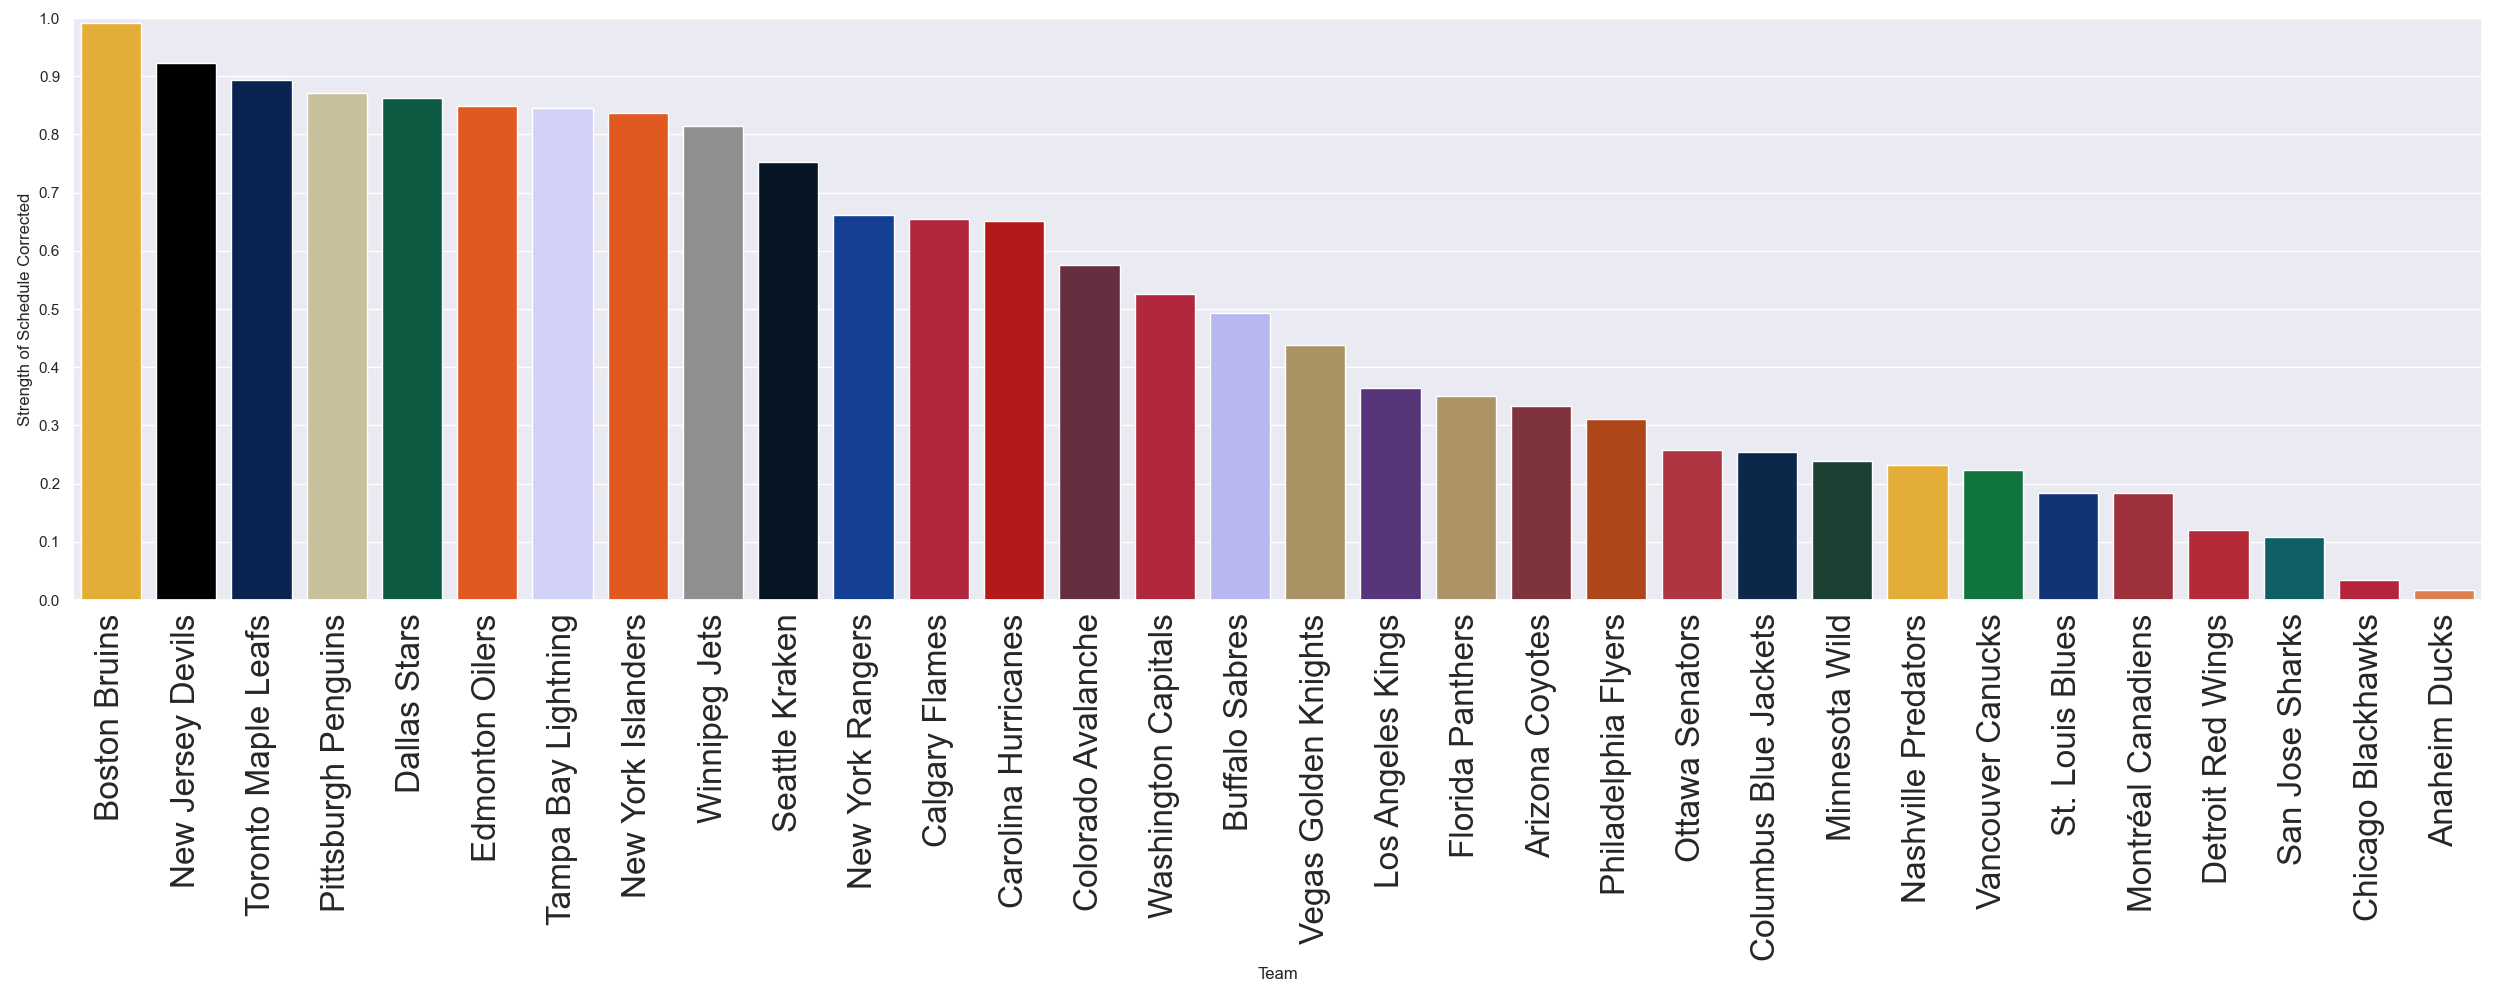 1.0
0.9
0.8
0.7
0.6
0.5
0.4
0.3
0.2
0.1
0.0
Strength of Schedule Corrected
Boston Bruins
New Jersey Devils
Toronto Maple Leafs
Pittsburgh Penguins
Dallas Stars
Edmonton Oilers
Tampa Bay Lightning
New York Islanders
Winnipeg Jets
Seattle Kraken
New York Rangers
Calgary Flames
Carolina Hurricanes
Colorado Avalanche
Washington Capitals
Buffalo Sabres
Vegas Golden Knights
Los Angeles Kings
Florida Panthers
Arizona Coyotes
Philadelphia Flyers
Ottawa Senators
Columbus Blue Jackets
Minnesota Wild
Nashville Predators
Vancouver Canucks
St. Louis Blues
Montréal Canadiens
Detroit Red Wings
San Jose Sharks
Chicago Blackhawks
Anaheim Ducks
Team